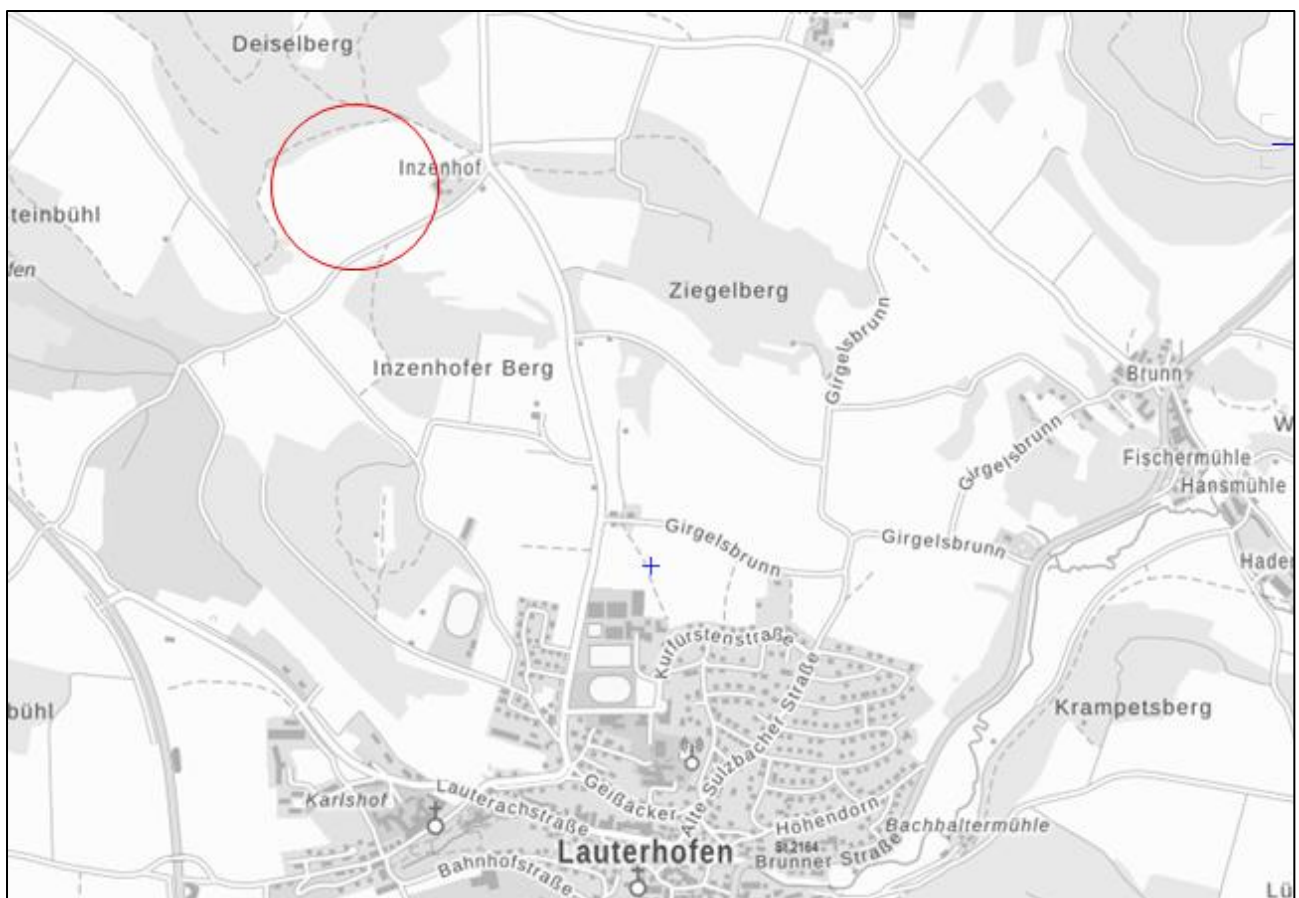 Deiselberg
Inzenhof
teinbühl
fen
Ziegelberg
Girgelsbrunn
Inzenhofer Berg
Brunn
W
Girgelsbrunn
Fischermühle
Hansmühle
Girgelsbrunn
Girgelsbrunn
Hader
Kurfürstenstraße
Alte Sulzbacher Straße
Krampetsberg
bühl
Karlshof
Lauterachstraße
Geißäcker
Höhendorn
Bachhaltermühle
Lauterhofen
St 2164
Brunner Straße
Bahnhofstraße
Lü